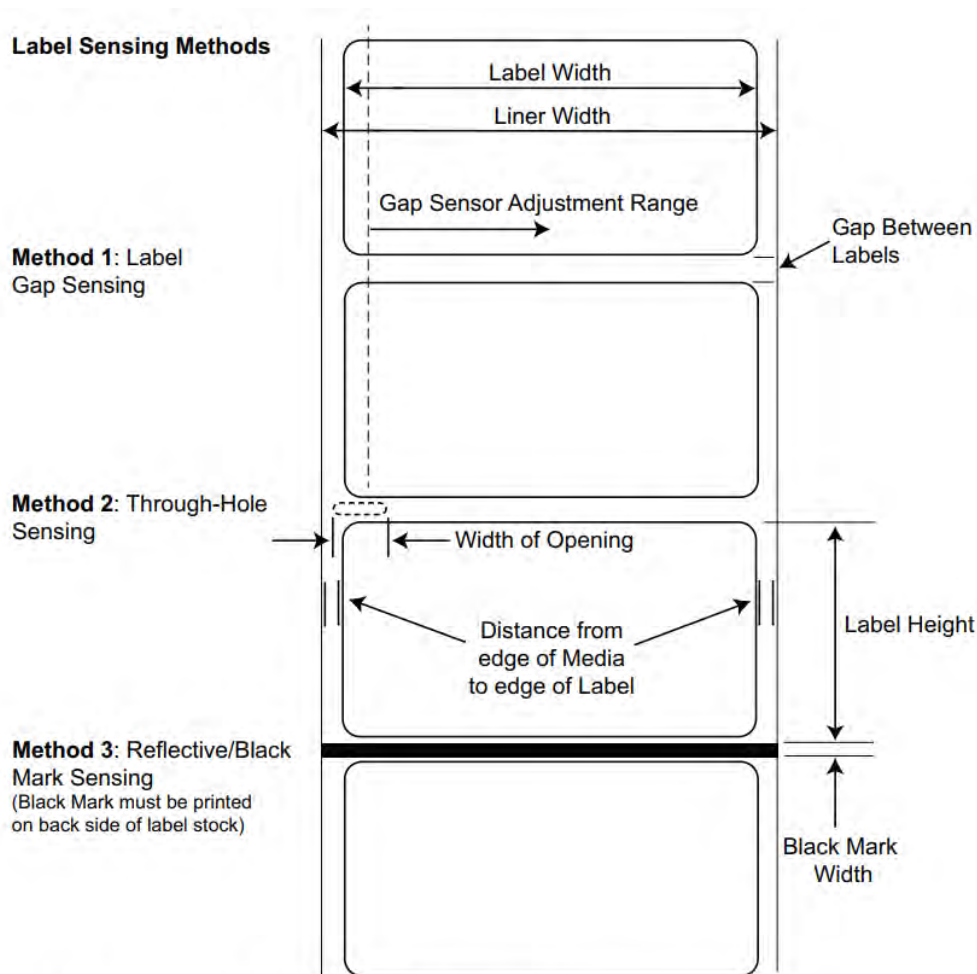 Label Sensing Methods
Label Width
Liner Width
Gap Sensor Adjustment Range
Gap Between
Labels
Method 1: Label
Gap Sensing
Method 2: Through-Hole
Sensing
Width of Opening
Distance from
edge of Media
to edge of Label
Label Height
Method 3: Reflective/Black
Mark Sensing
(Black Mark must be printed
on back side of label stock)
Black Mark
Width